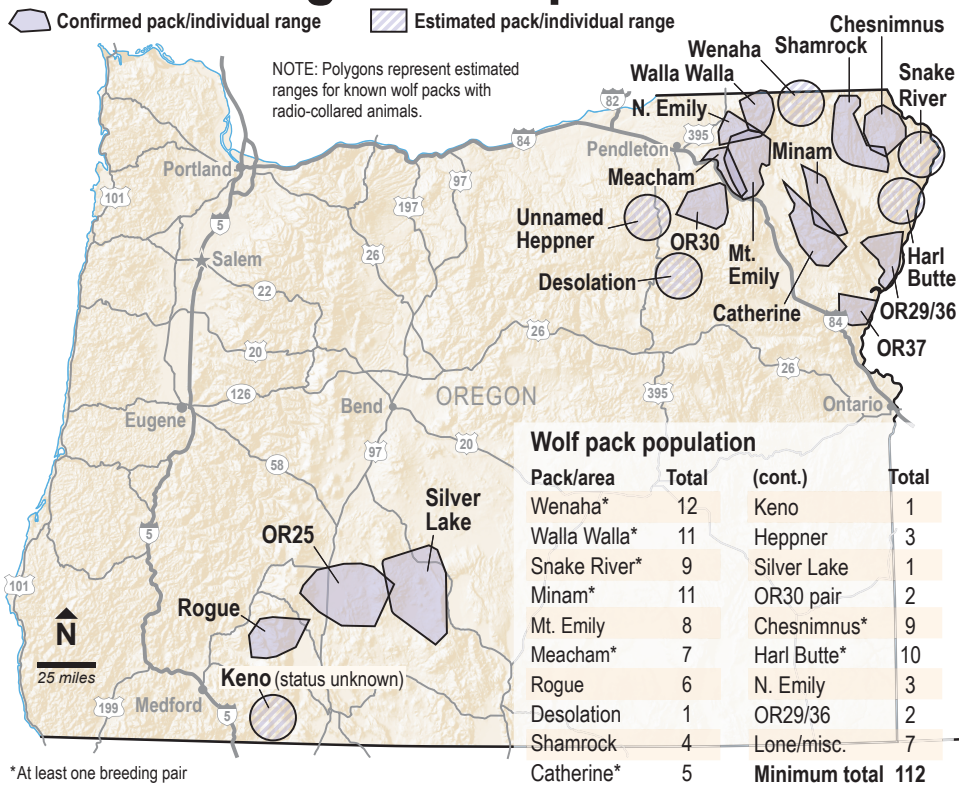 Confirmed pack/individual range
Estimated pack/individual range
NOTE: Polygons represent estimated
ranges for known wolf packs with
radio-collared animals.
Chesnimnus
Wenaha
Shamrock
Walla Walla
Snake
River
N. Emily
82
395
84
Pendleton
Minam
Meacham
Portland
101
97
197
5
Unnamed
Heppner
OR30
Mt.
Emily
Harl
Butte
Salem
26
22
Desolation
Catherine
OR29/36
84
OR37
20
26
26
126
395
OREGON
Eugene
Bend
Ontario
97
20
58
5
Silver
Lake
OR25
101
Rogue
N
25 miles
Keno (status unknown)
199
Medford
5
Wolf pack population
Pack/area Total
Wenaha* 12
Walla Walla* 11
Snake River* 9
Minam* 11
Mt. Emily 8
Meacham* 7
Rogue 6
Desolation 1
Shamrock 4
Catherine* 5
(cont.) Total
Keno 1
Heppner 3
Silver Lake 1
OR30 pair 2
Chesnimnus* 9
Harl Butte* 10
N. Emily 3
OR29/36 2
Lone/misc. 7
Minimum total 112
*At least one breeding pair